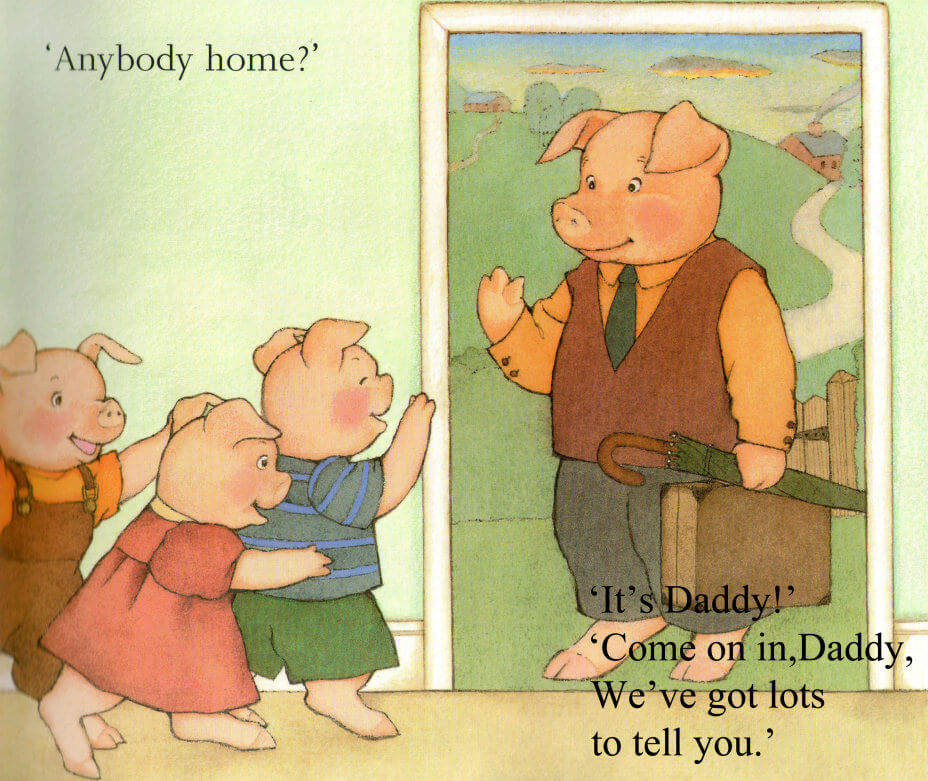 ‘Anybody home?’
‘It’s Daddy!’
‘Come on in,Daddy,
We’ve got lots
to tell you.’